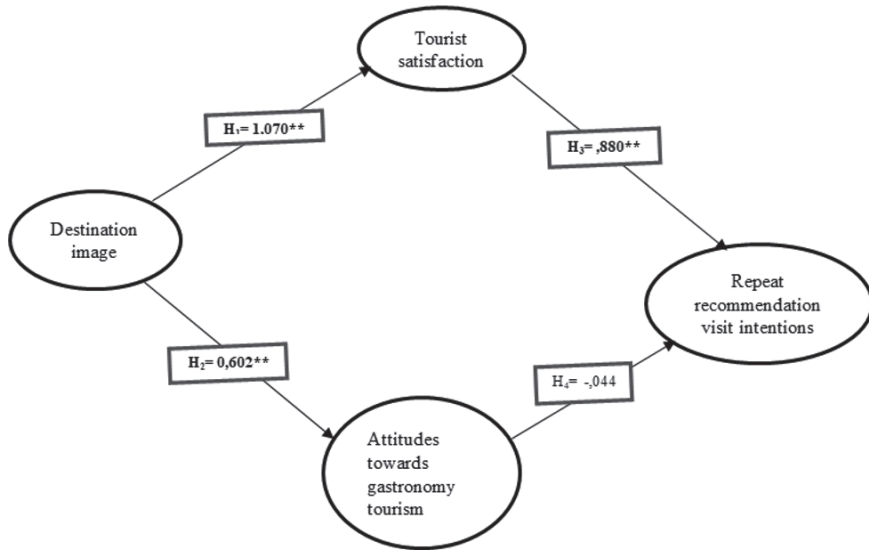 Tourist
satisfaction
H₁= 1.070**
H₃= ,880**
Destination
image
Repeat
recommendation
visit intentions
H₂= 0,602**
H₄= -,044
Attitudes
towards
gastronomy
tourism